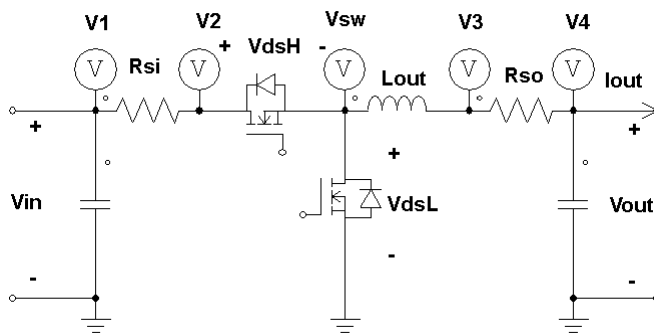 V1
V2
Vsw
V3
V4
+
VdsH
-
V
V
V
V
V
Rsi
Lout
Rso
Iout
+
+
+
Vin
VdsL
Vout
-
-
-